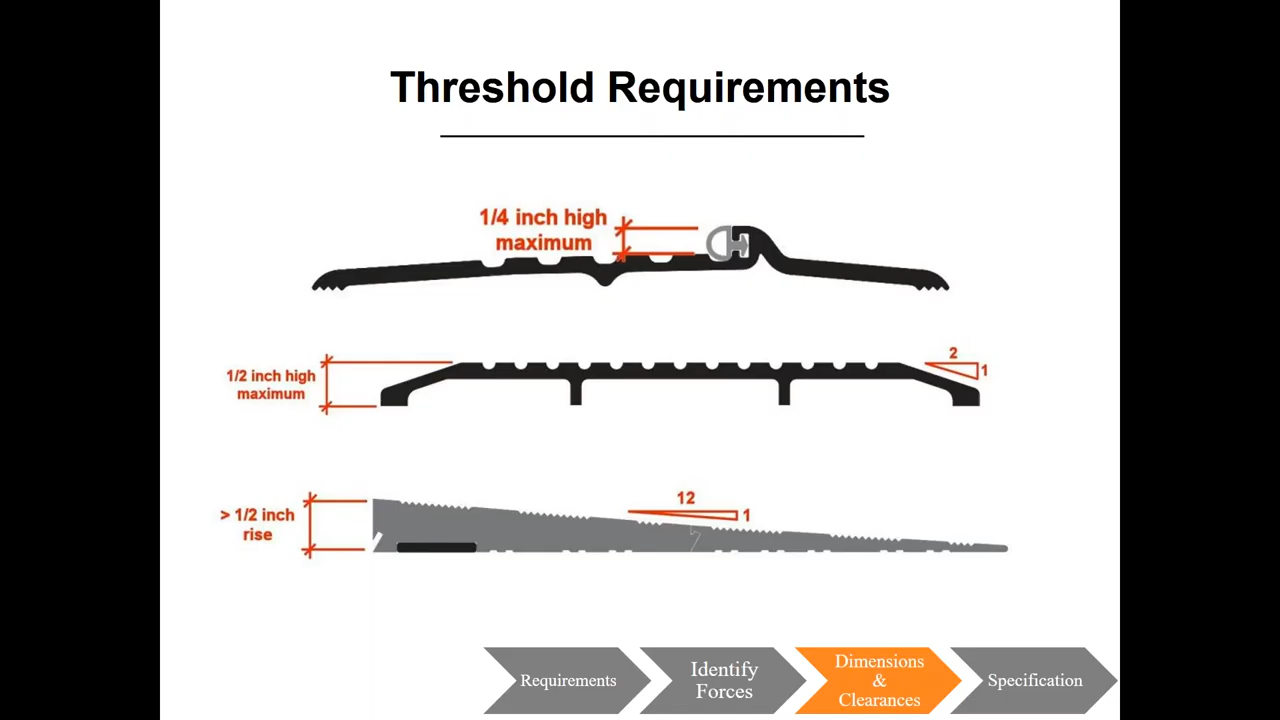 Threshold Requirements
1/4 inch high
maximum
1/2 inch high
maximum
2
1
> 1/2 inch
rise
12
1
Requirements
Identify
Forces
Dimensions
&
Clearances
Specification